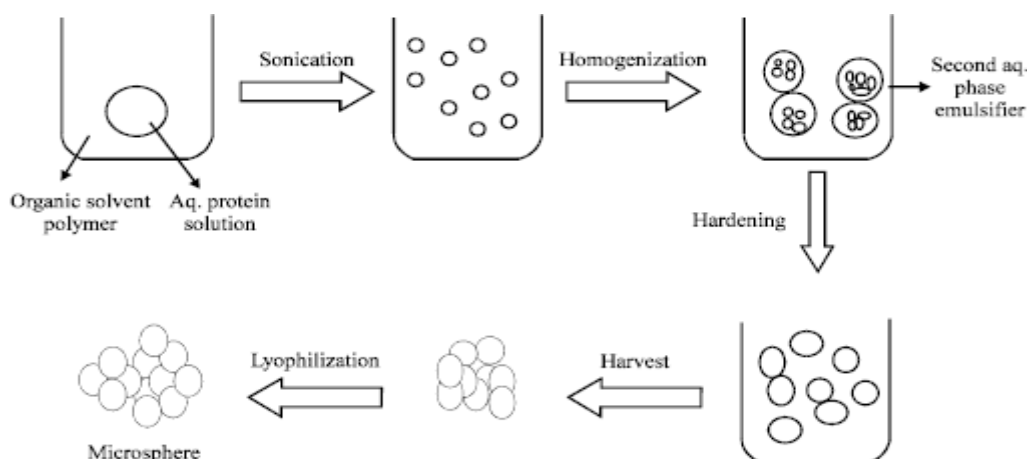 Sonication
Homogenization
Second aq.
phase
emulsifier
Organic solvent
polymer
Aq. protein
solution
Hardening
Lyophilization
Harvest
Microsphere